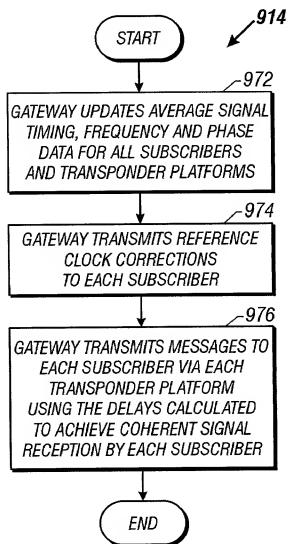 START
914
972
GATEWAY UPDATES AVERAGE SIGNAL
TIMING, FREQUENCY AND PHASE
DATA FOR ALL SUBSCRIBERS
AND TRANSPONDER PLATFORMS
974
GATEWAY TRANSMITS REFERENCE
CLOCK CORRECTIONS
TO EACH SUBSCRIBER
976
GATEWAY TRANSMITS MESSAGES TO
EACH SUBSCRIBER VIA EACH
TRANSPONDER PLATFORM
USING THE DELAYS CALCULATED
TO ACHIEVE COHERENT SIGNAL
RECEPTION BY EACH SUBSCRIBER
END